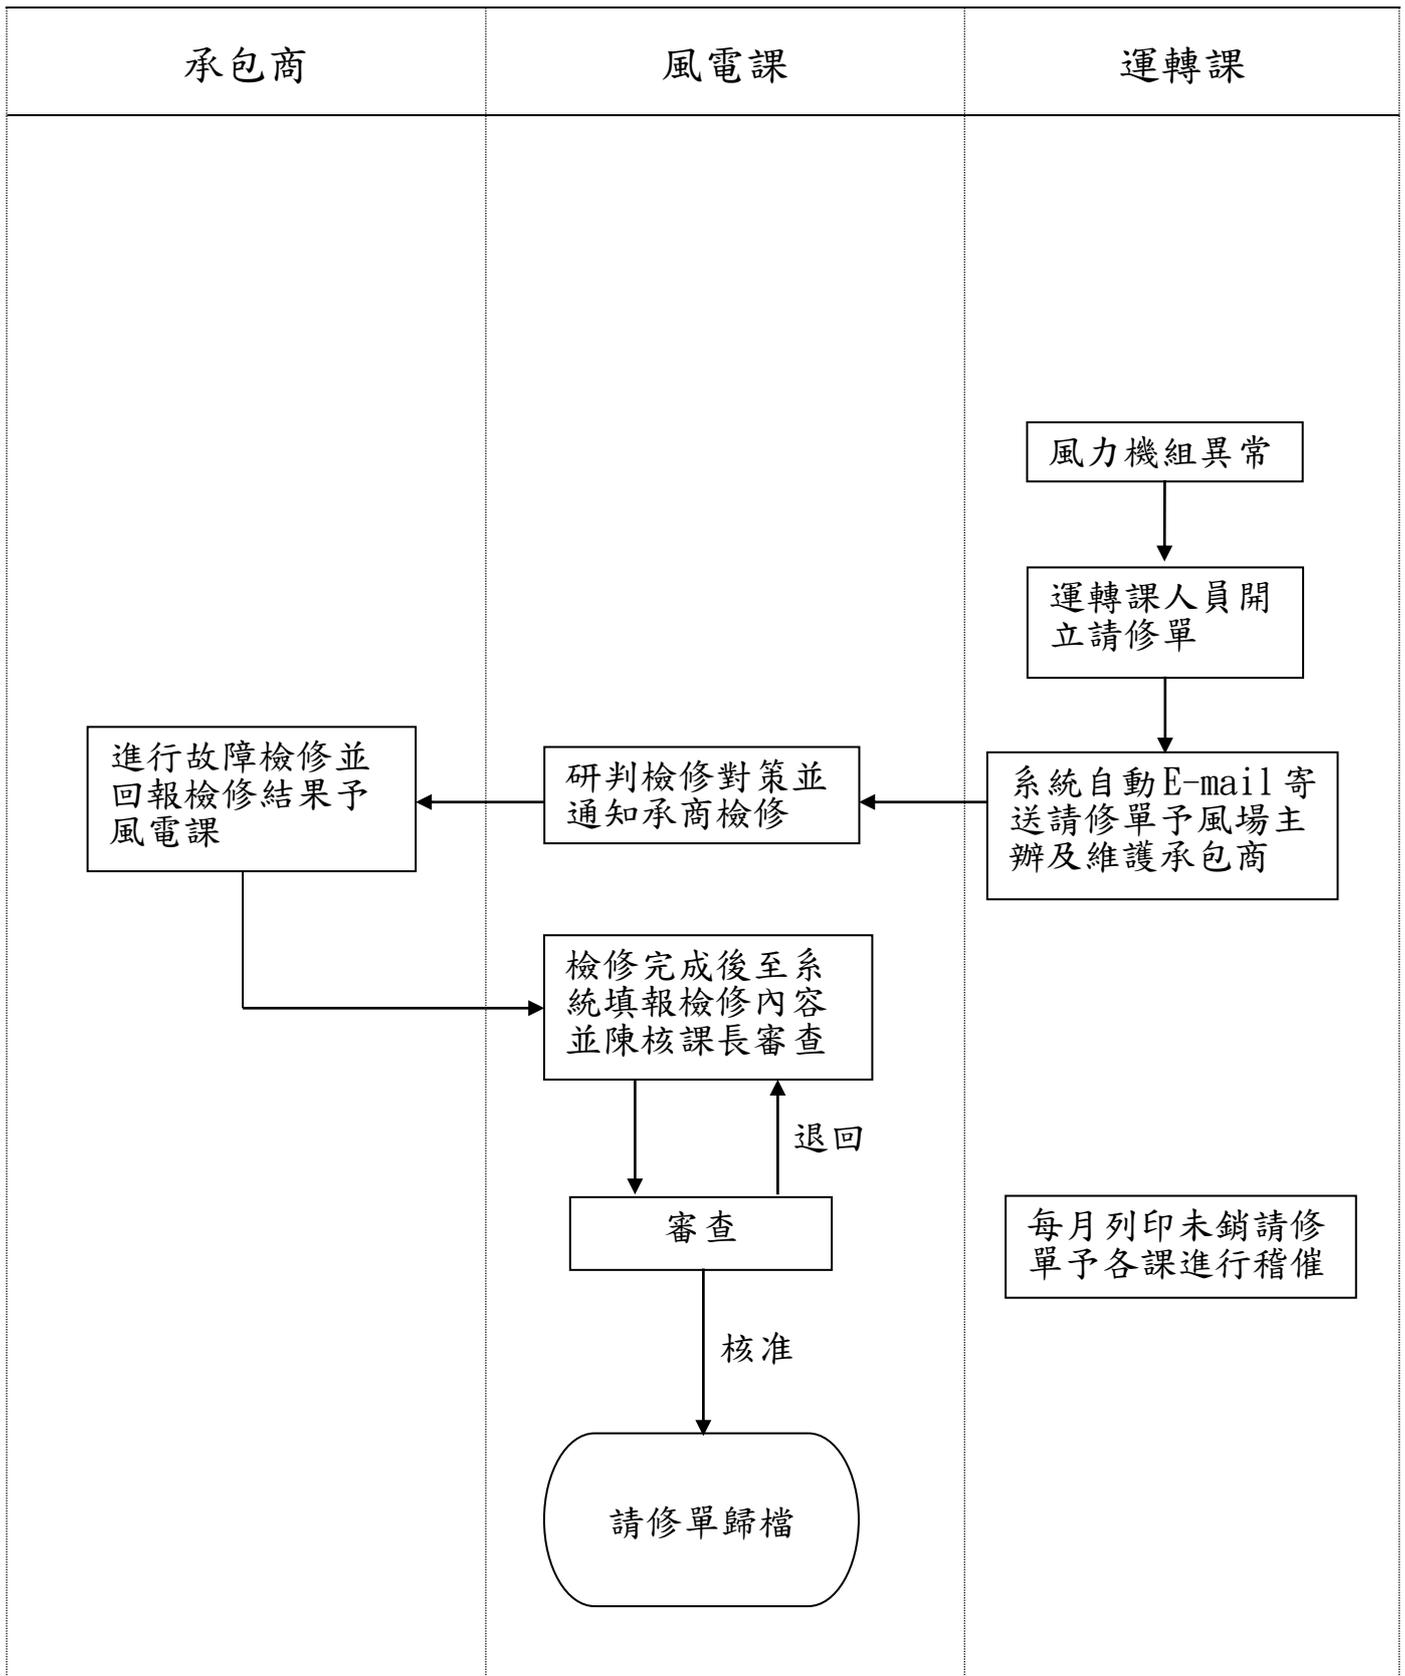 承包商
風電課
運轉課
風力機組異常
運轉課人員開
立請修單
系統自動E-mail寄
送請修單予風場主
辦及維護承包商
研判檢修對策並
通知承商檢修
進行故障檢修並
回報檢修結果予
風電課
檢修完成後至系
統填報檢修內容
並陳核課長審查
退回
審查
核准
請修單歸檔
每月列印未銷請修
單予各課進行稽催